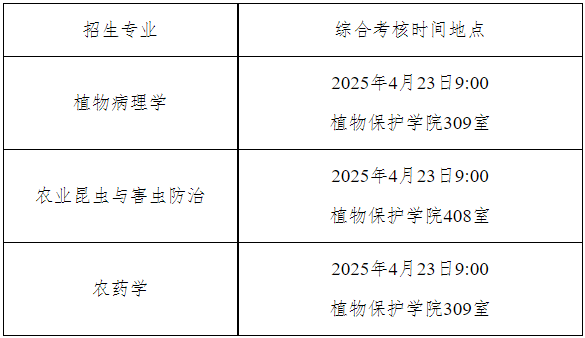 招生专业
综合考核时间地点
植物病理学
2025年4月23日9:00
植物保护学院309室
农业昆虫与害虫防治
2025年4月23日9:00
植物保护学院408室
农药学
2025年4月23日9:00
植物保护学院309室